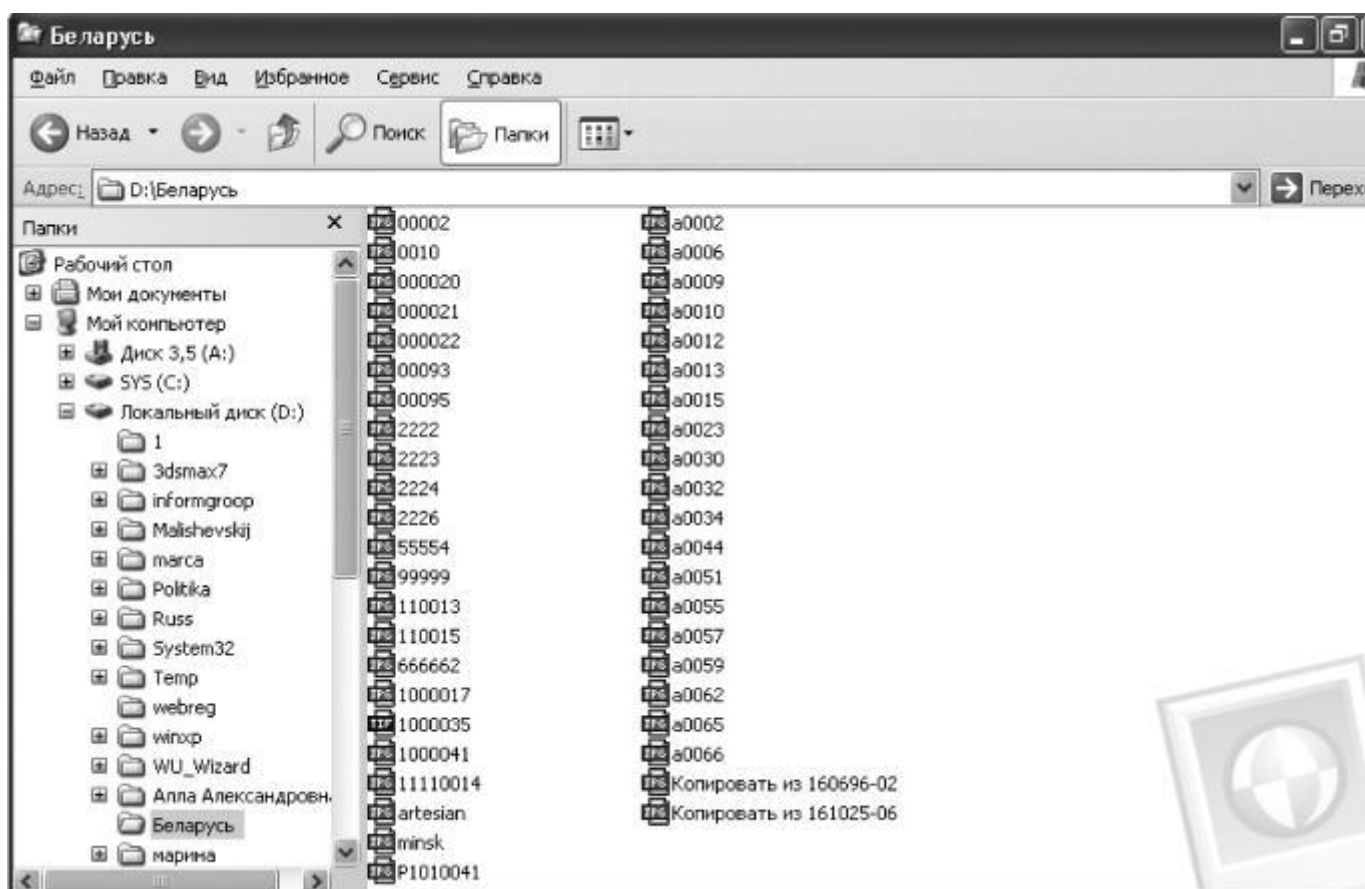 Беларусь
Файл Правка Вид Избранное Сервис Справка
Назад Поиск Папки
Адрес: D:\Беларусь
Папки
Рабочий стол
Мои документы
Мой компьютер
Диск 3,5 (A:)
SYS (C:)
Локальный диск (D:)
1
3dsmax7
informgroop
Malishevskij
marca
Politika
Russ
System32
Temp
webreg
winxp
WU_Wizard
Алла Александровн
Беларусь
марина
00002
0010
000020
000021
000022
00093
00095
2222
2223
2224
2226
55554
99999
110013
110015
666662
1000017
1000035
1000041
11110014
artesian
minsk
P1010041
a0002
a0006
a0009
a0010
a0012
a0013
a0015
a0023
a0030
a0032
a0034
a0044
a0051
a0055
a0057
a0059
a0062
a0065
a0066
Копировать из 160696-02
Копировать из 161025-06